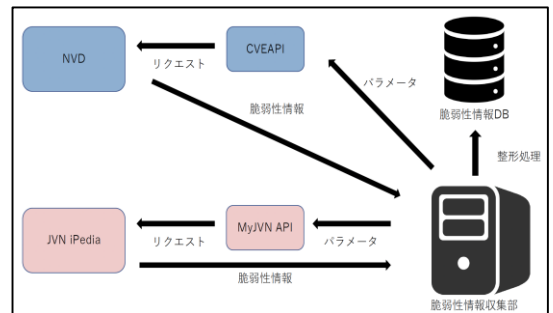 NVD
CVEAPI
リクエスト
パラメータ
脆弱性情報
脆弱性情報DB
整形処理
JVN iPedia
MyJVN API
リクエスト
パラメータ
脆弱性情報
脆弱性情報収集部